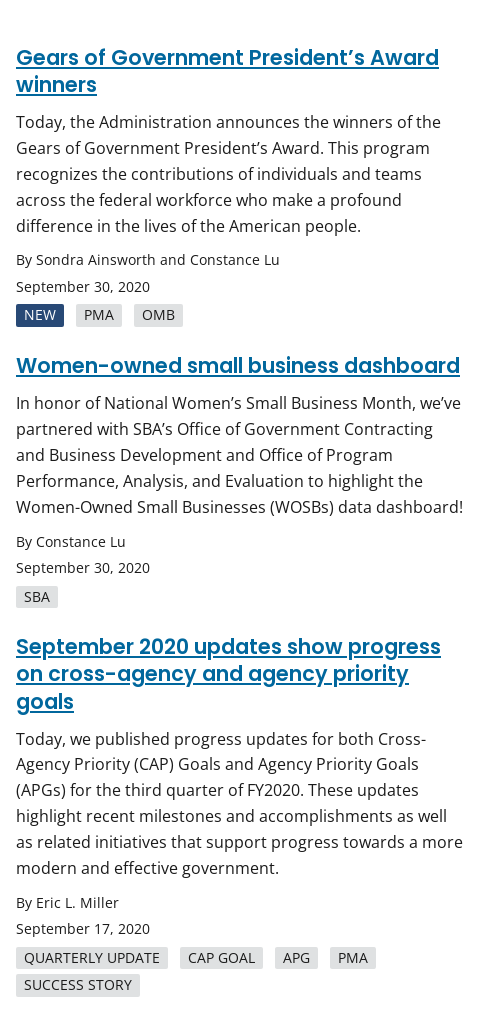 Gears of Government President’s Award
winners
Today, the Administration announces the winners of the
Gears of Government President’s Award. This program
recognizes the contributions of individuals and teams
across the federal workforce who make a profound
difference in the lives of the American people.
By Sondra Ainsworth and Constance Lu
September 30, 2020
NEW PMA OMB
Women-owned small business dashboard
In honor of National Women’s Small Business Month, we’ve
partnered with SBA’s Office of Government Contracting
and Business Development and Office of Program
Performance, Analysis, and Evaluation to highlight the
Women-Owned Small Businesses (WOSBs) data dashboard!
By Constance Lu
September 30, 2020
SBA
September 2020 updates show progress
on cross-agency and agency priority
goals
Today, we published progress updates for both Cross-
Agency Priority (CAP) Goals and Agency Priority Goals
(APGs) for the third quarter of FY2020. These updates
highlight recent milestones and accomplishments as well
as related initiatives that support progress towards a more
modern and effective government.
By Eric L. Miller
September 17, 2020
QUARTERLY UPDATE CAP GOAL APG PMA
SUCCESS STORY